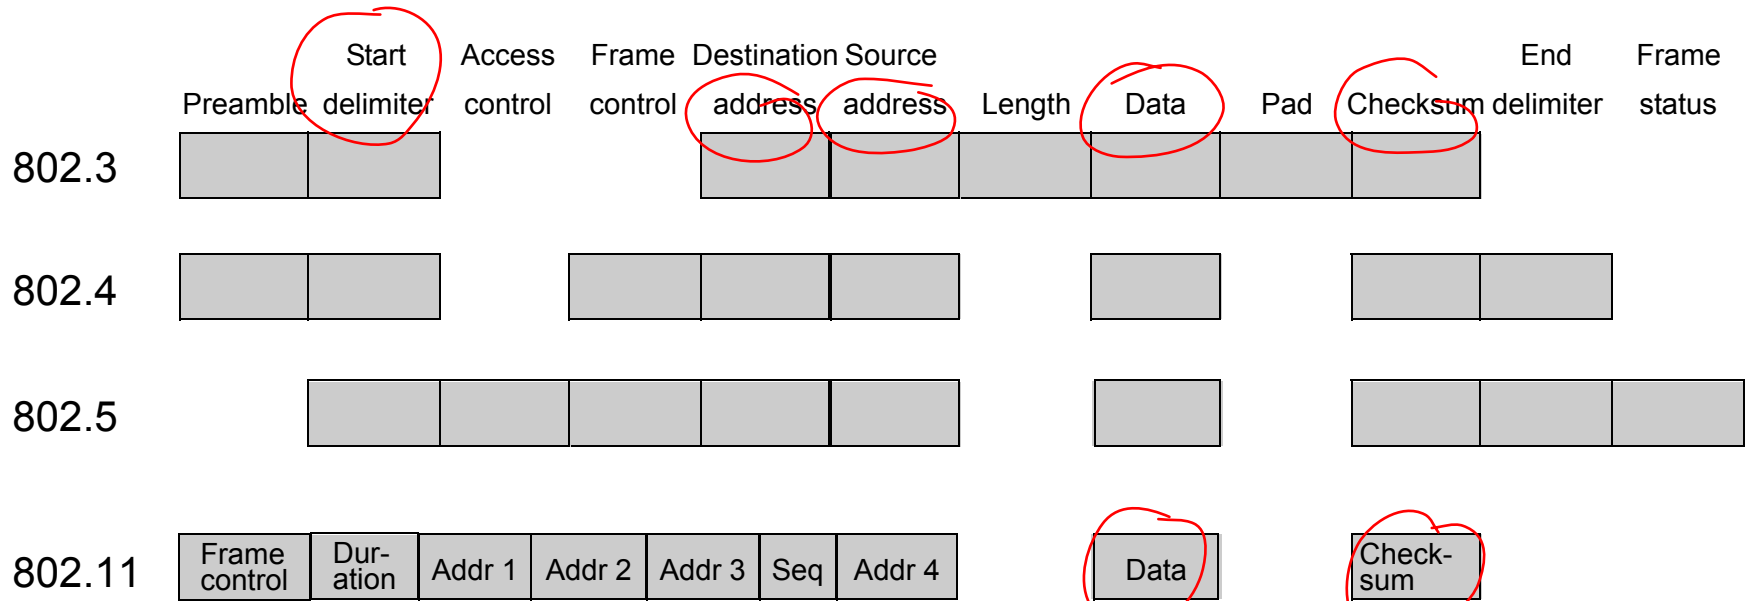 Start Access Frame Destination Source End Frame
Preamble delimiter control control address address Length Data Pad Checksum delimiter status
802.3
802.4
802.5
802.11 Frame control Dur- ation Addr 1 Addr 2 Addr 3 Seq Addr 4 Data Check- sum